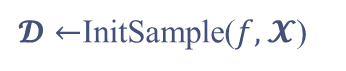 𝓓 ←InitSample(f, 𝓧)